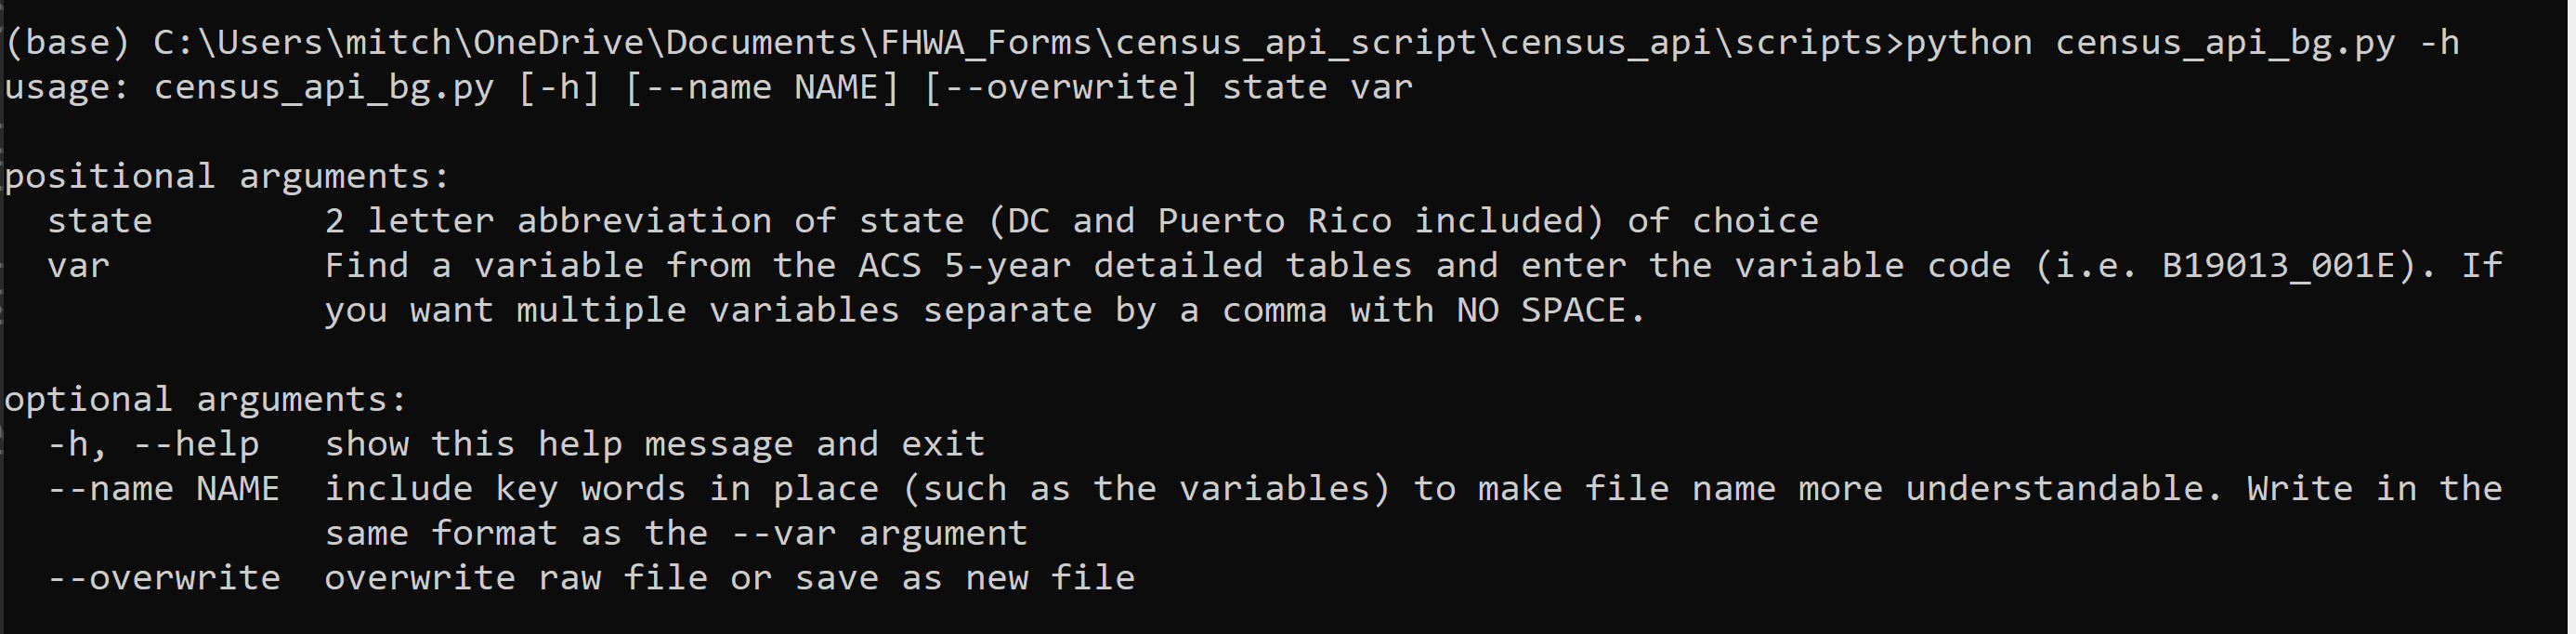 (base) C:\Users\mitch\OneDrive\Documents\FHWA_Forms\census_api_script\census_api\scripts>python census_api_bg.py -h
usage: census_api_bg.py [-h] [--name NAME] [--overwrite] state var
positional arguments:
state 2 letter abbreviation of state (DC and Puerto Rico included) of choice
var Find a variable from the ACS 5-year detailed tables and enter the variable code (i.e. B19013_001E). If
you want multiple variables separate by a comma with NO SPACE.
optional arguments:
-h, --help show this help message and exit
--name NAME include key words in place (such as the variables) to make file name more understandable. Write in the
same format as the --var argument
--overwrite overwrite raw file or save as new file